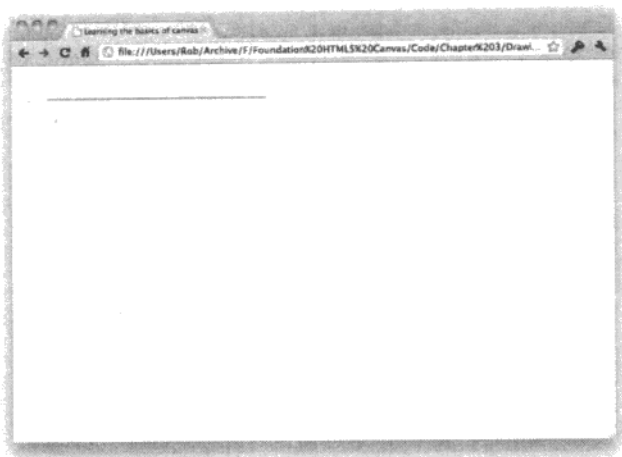 Learning the basics of canvas
file:///Users/Rob/Archive/F/Foundation%20HTML5%20Canvas/Code/Chapter%203/Drawi...